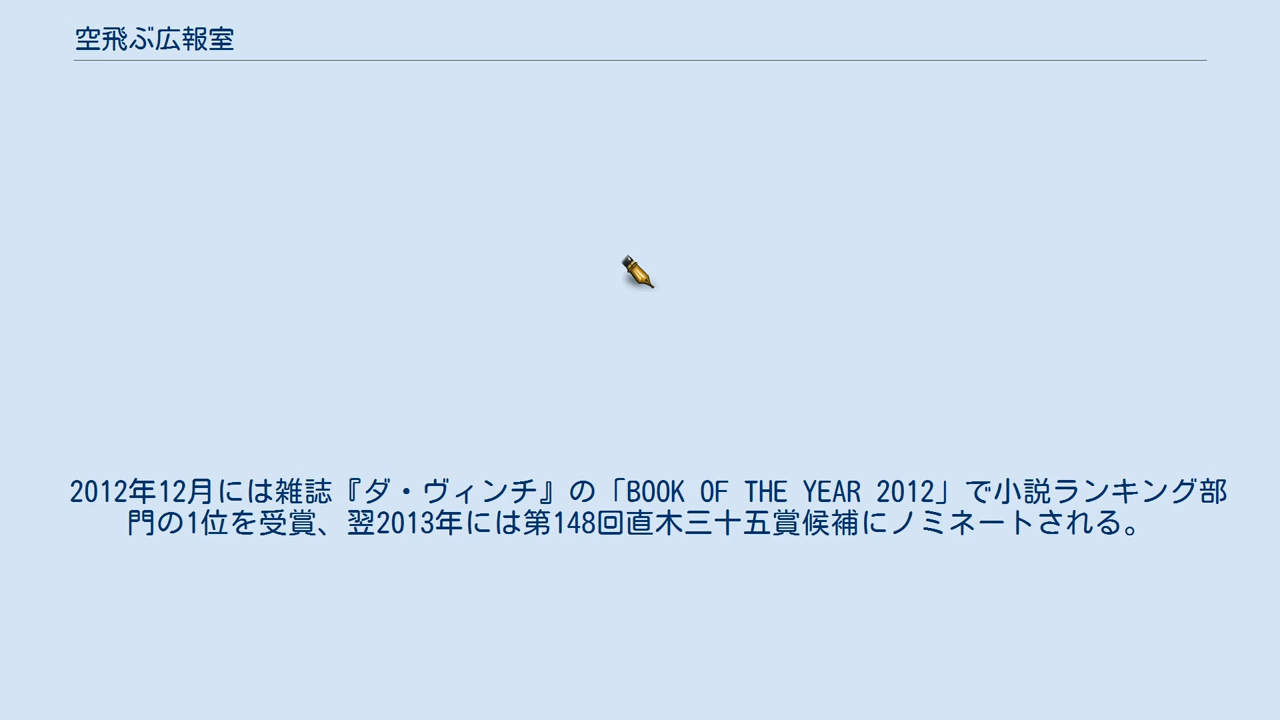 空飛ぶ広報室
2012年12月には雑誌『ダ・ヴィンチ』の「BOOK OF THE YEAR 2012」で小説ランキング部
門の1位を受賞、翌2013年には第148回直木三十五賞候補にノミネートされる。